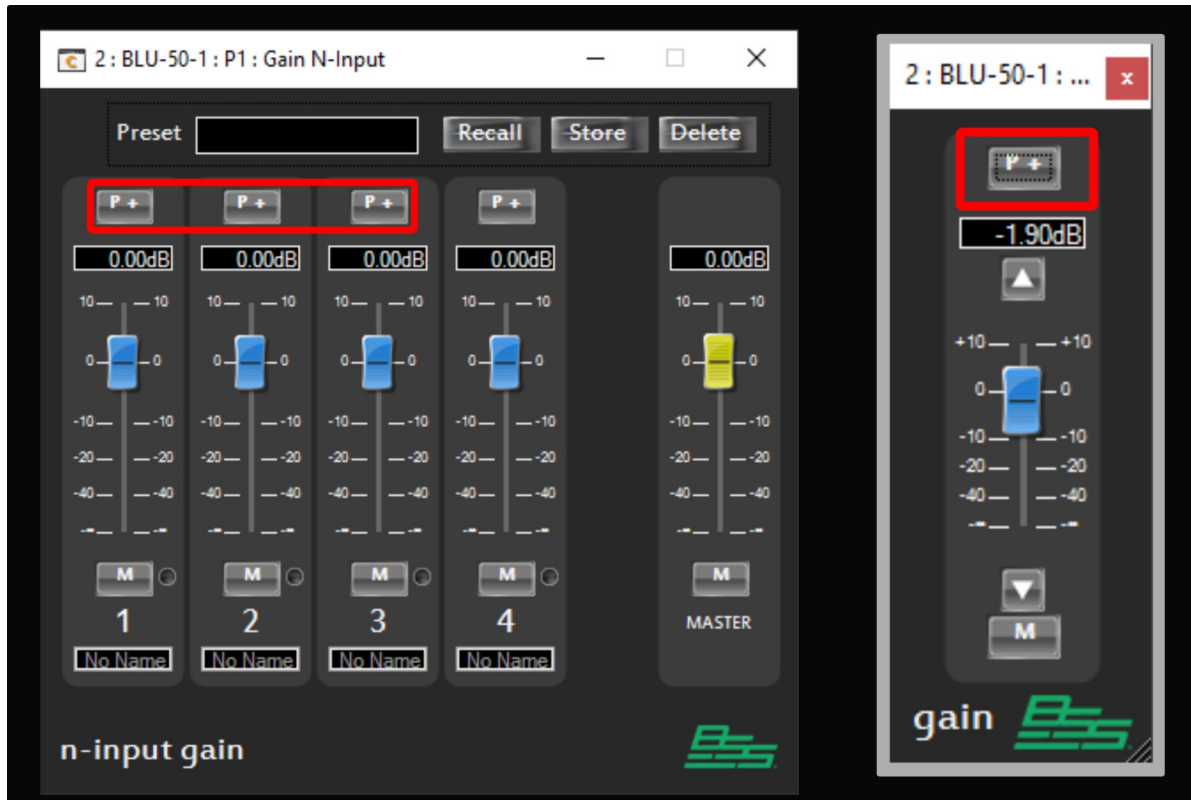 2 : BLU-50-1 : P1 : Gain N-Input
Preset Recall Store Delete
P + P + P + P +
0.00dB 0.00dB 0.00dB 0.00dB 0.00dB
10 10 10 10 10 10 10 10 10 10
0 0 0 0 0 0 0 0 0 0
-10 -10 -10 -10 -10 -10 -10 -10 -10 -10
-20 -20 -20 -20 -20 -20 -20 -20 -20 -20
-40 -40 -40 -40 -40 -40 -40 -40 -40 -40
M M M M M
1 2 3 4 MASTER
No Name No Name No Name No Name
n-input gain BSS
2 : BLU-50-1 : ... x
P +
-1.90dB
+10 +10
0 0
-10 -10
-20 -20
-40 -40
M
gain BSS